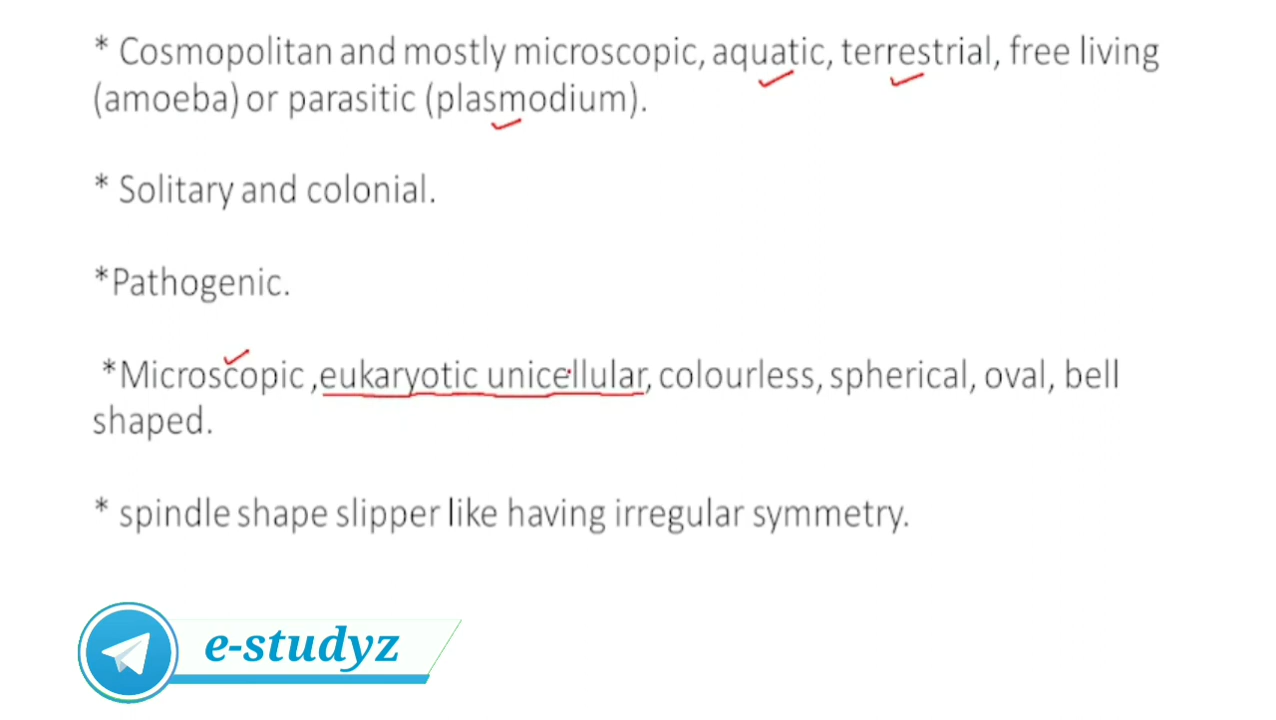 * Cosmopolitan and mostly microscopic, aquatic, terrestrial, free living
(amoeba) or parasitic (plasmodium).
* Solitary and colonial.
*Pathogenic.
*Microscopic ,eukaryotic unicellular, colourless, spherical, oval, bell
shaped.
* spindle shape slipper like having irregular symmetry.
e-studyz